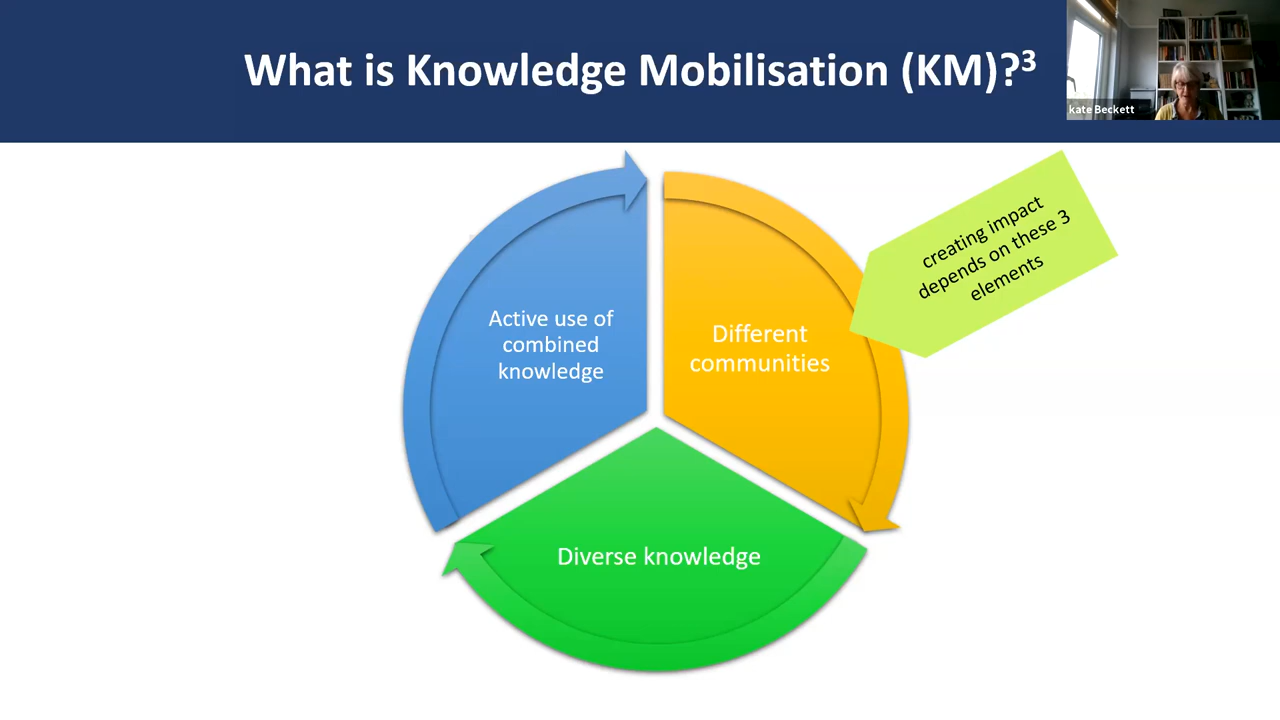 What is Knowledge Mobilisation (KM)?³
kate Beckett
creating impact
depends on these 3
elements
Active use of
combined
knowledge
Different
communities
Diverse knowledge